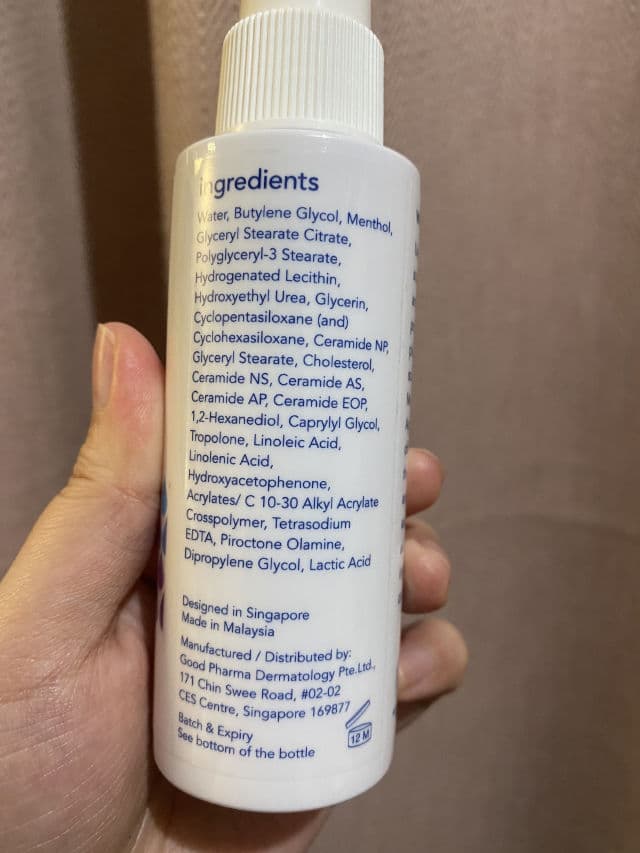 ingredients
Water, Butylene Glycol, Menthol,
Glyceryl Stearate Citrate,
Polyglyceryl-3 Stearate,
Hydrogenated Lecithin,
Hydroxyethyl Urea, Glycerin,
Cyclopentasiloxane (and)
Cyclohexasiloxane, Ceramide NP,
Glyceryl Stearate, Cholesterol,
Ceramide NS, Ceramide AS,
Ceramide AP, Ceramide EOP,
1,2-Hexanediol, Caprylyl Glycol,
Tropolone, Linoleic Acid,
Linolenic Acid,
Hydroxyacetophenone,
Acrylates/ C 10-30 Alkyl Acrylate
Crosspolymer, Tetrasodium
EDTA, Piroctone Olamine,
Dipropylene Glycol, Lactic Acid
Designed in Singapore
Made in Malaysia
Manufactured / Distributed by:
Good Pharma Dermatology Pte.Ltd.,
171 Chin Swee Road, #02-02
CES Centre, Singapore 169877
Batch & Expiry
See bottom of the bottle
12 M